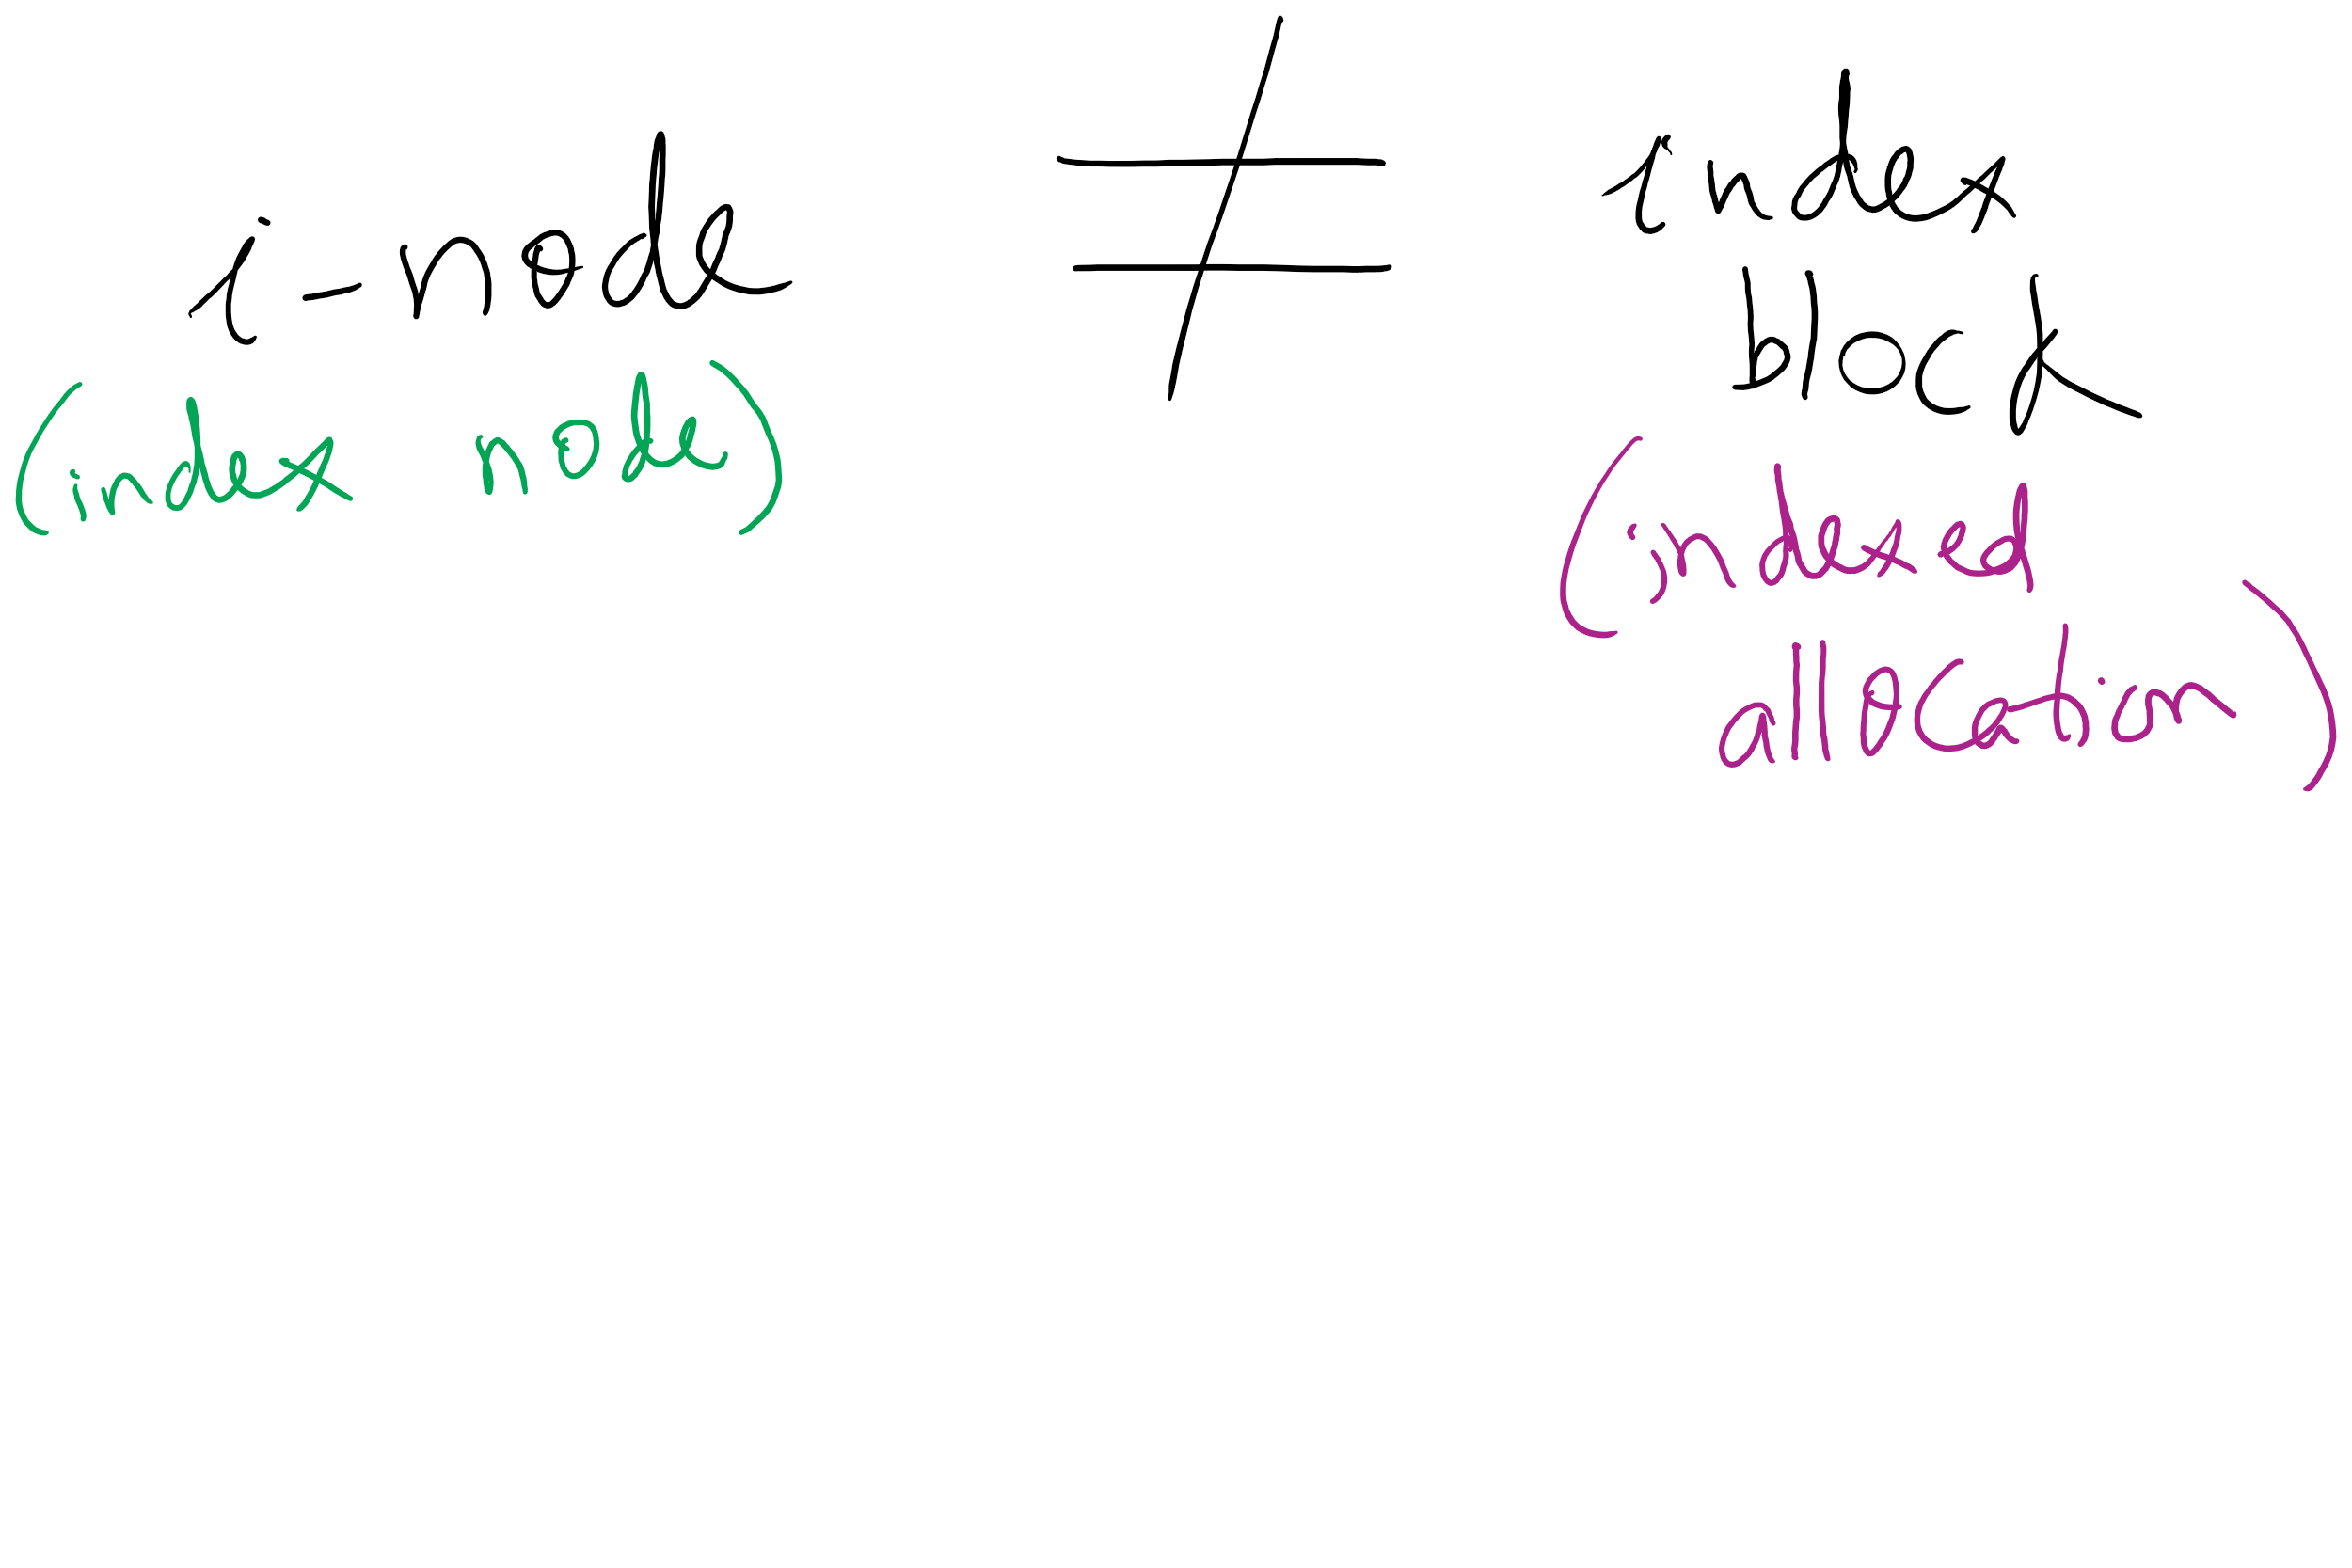 i-node ≠ index
block
(index node)
(indexed
allocation)